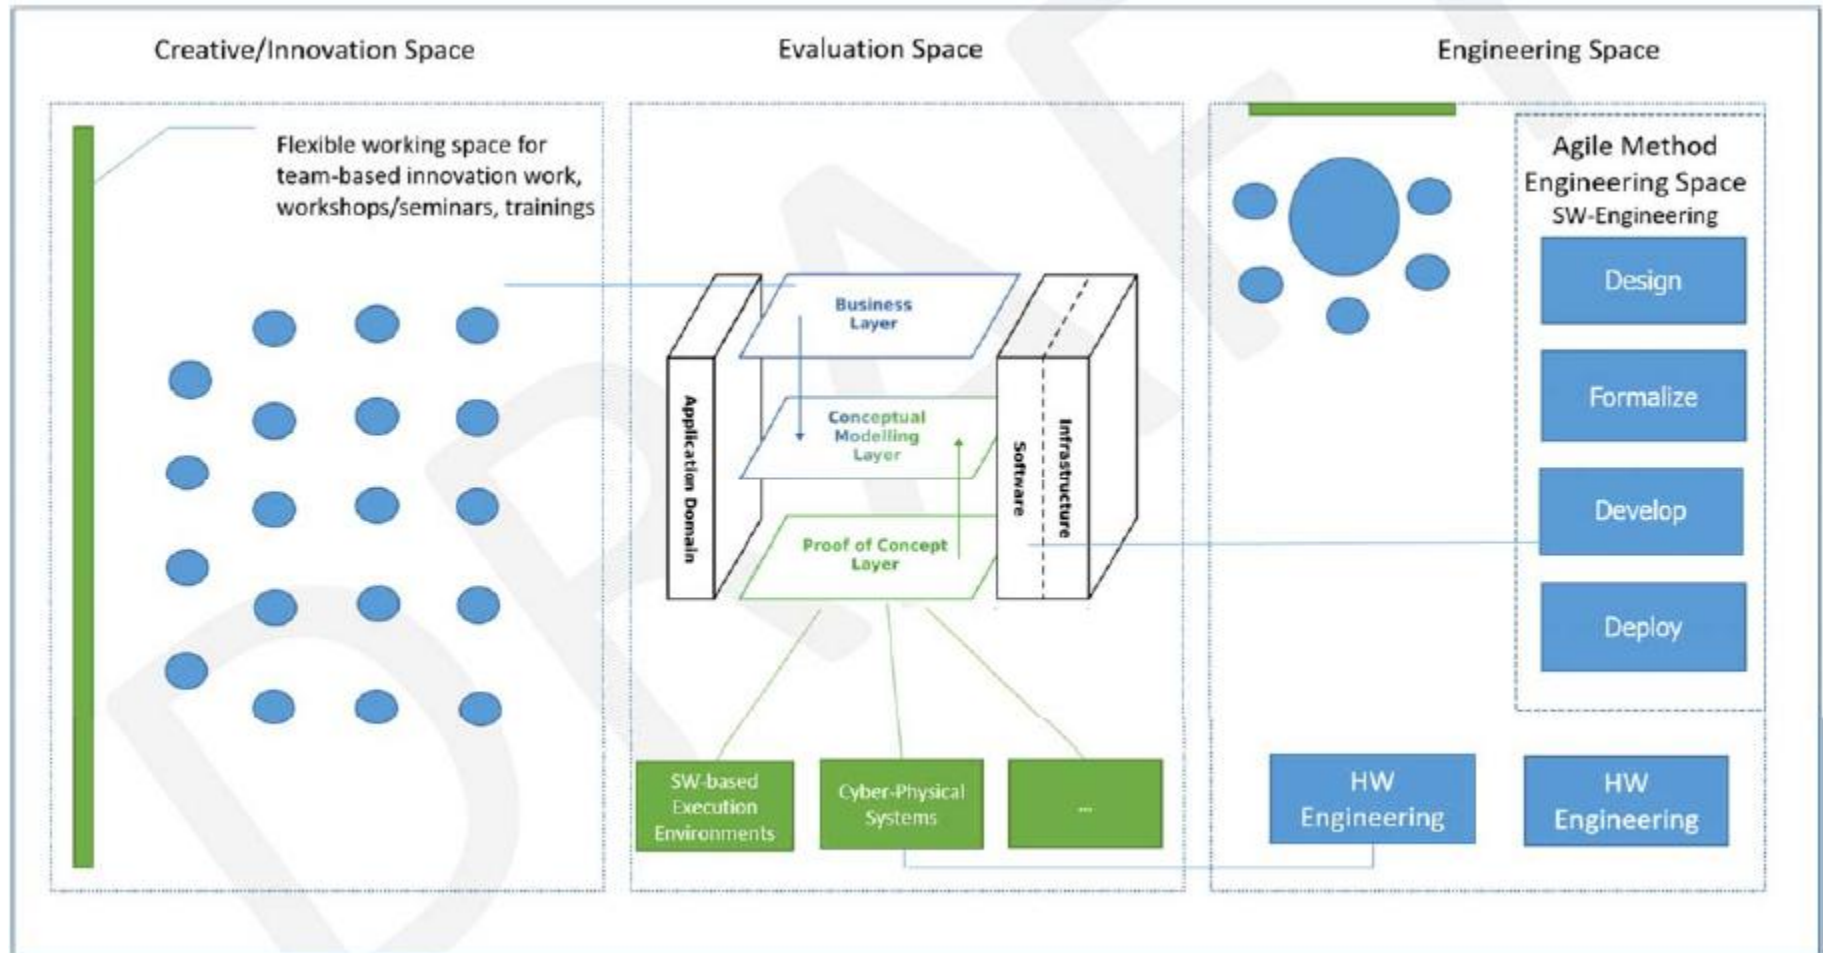 Creative/Innovation Space
Evaluation Space
Engineering Space
Flexible working space for
team-based innovation work,
workshops/seminars, trainings
Application Domain
Business
Layer
Conceptual
Modelling
Layer
Proof of Concept
Layer
Software
Infrastructure
SW-based
Execution
Environments
Cyber-Physical
Systems
...
Agile Method
Engineering Space
SW-Engineering
Design
Formalize
Develop
Deploy
HW
Engineering
HW
Engineering
DRAFT